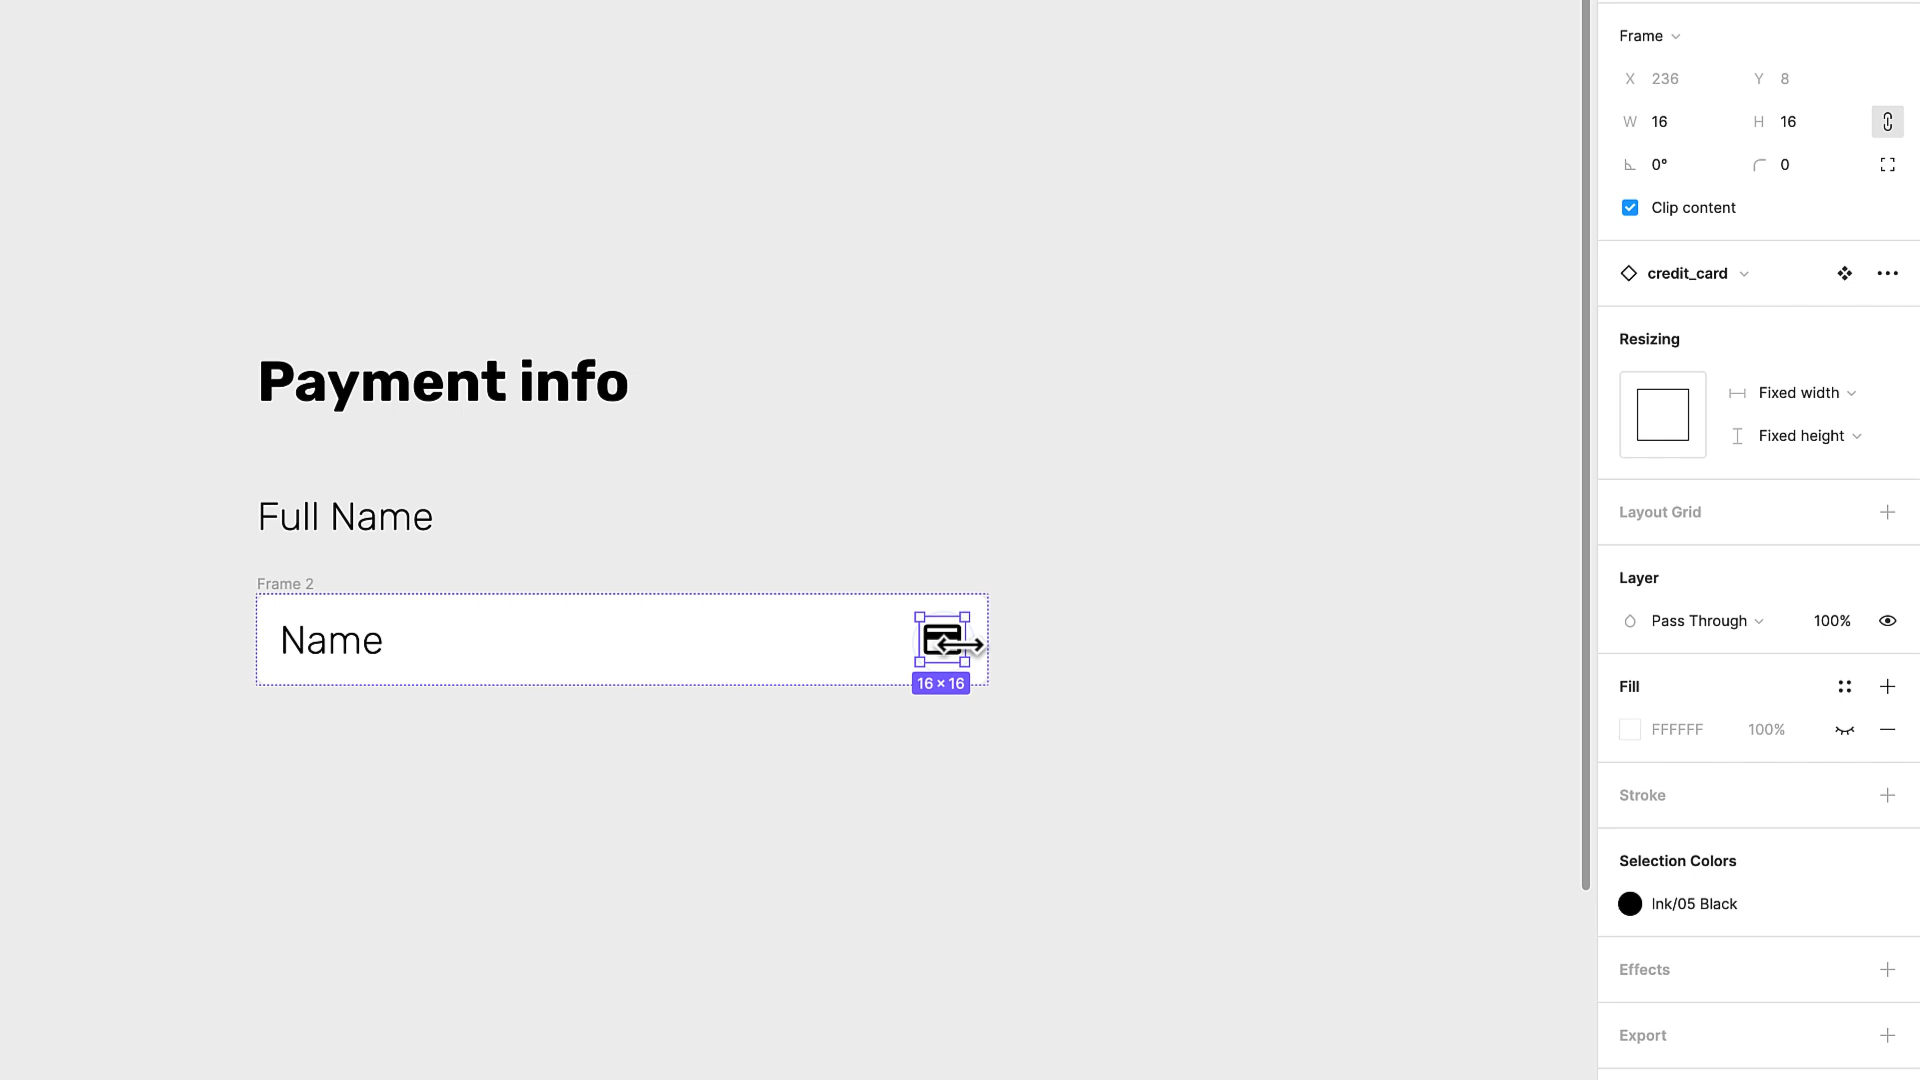 Payment info
Full Name
Frame 2
Name
16 × 16
Frame
X 236 Y 8
W 16 H 16
0° 0
Clip content
credit_card
Resizing
Fixed width
Fixed height
Layout Grid
Layer
Pass Through 100%
Fill
FFFFFF 100%
Stroke
Selection Colors
Ink/05 Black
Effects
Export